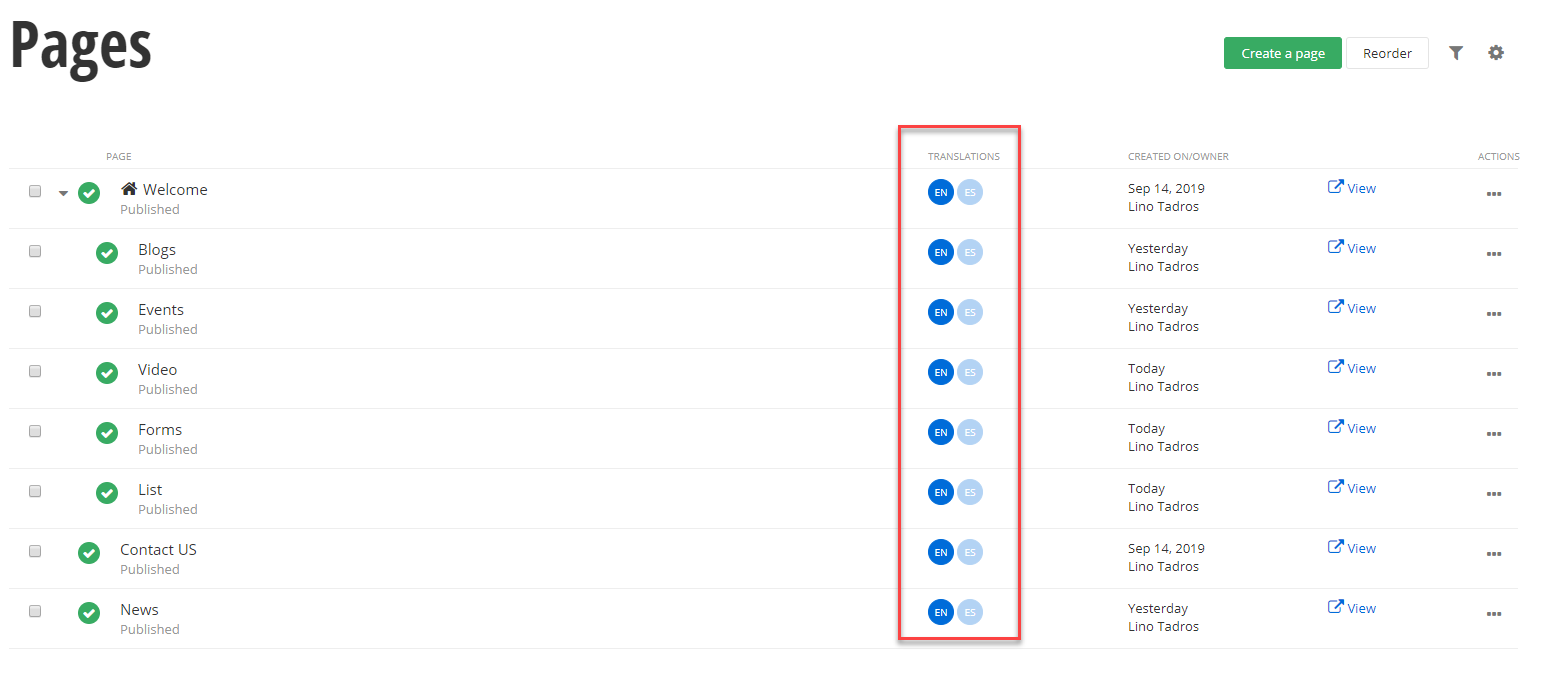 Pages
Create a page Reorder
PAGE TRANSLATIONS CREATED ON/OWNER ACTIONS
Welcome EN ES Sep 14, 2019 View
Published Lino Tadros
Blogs EN ES Yesterday View
Published Lino Tadros
Events EN ES Yesterday View
Published Lino Tadros
Video EN ES Today View
Published Lino Tadros
Forms EN ES Today View
Published Lino Tadros
List EN ES Today View
Published Lino Tadros
Contact US EN ES Sep 14, 2019 View
Published Lino Tadros
News EN ES Yesterday View
Published Lino Tadros